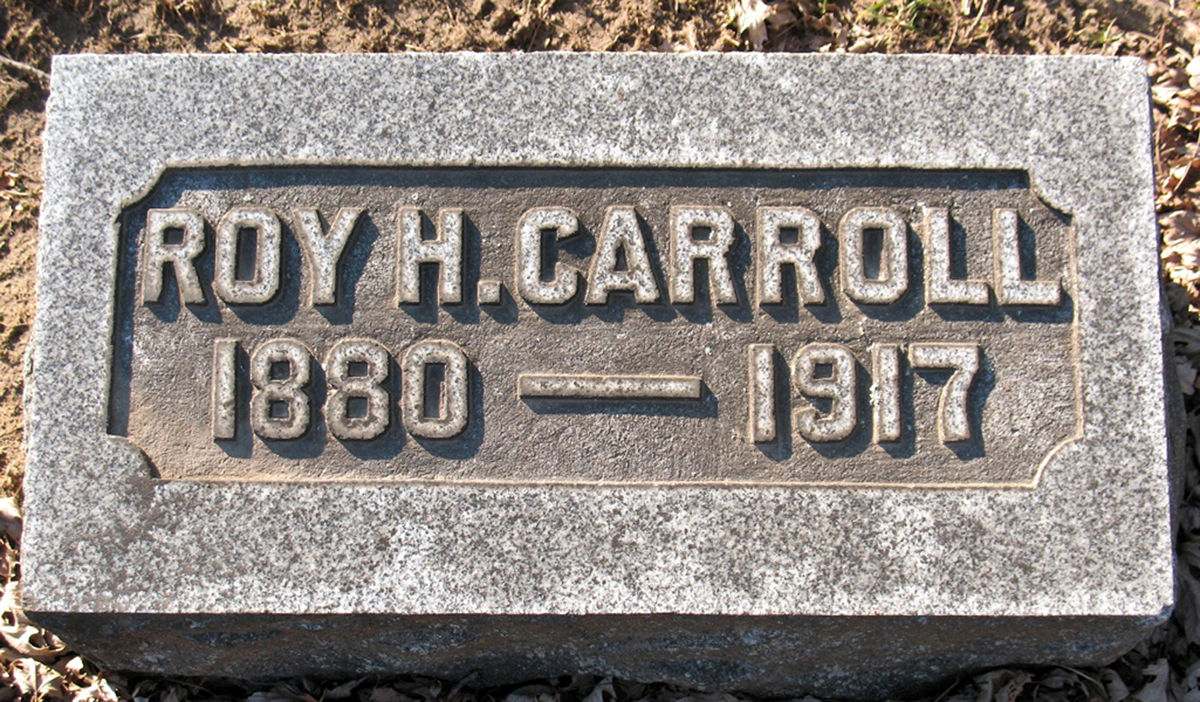 ROY H. CARROLL
1880 — 1917